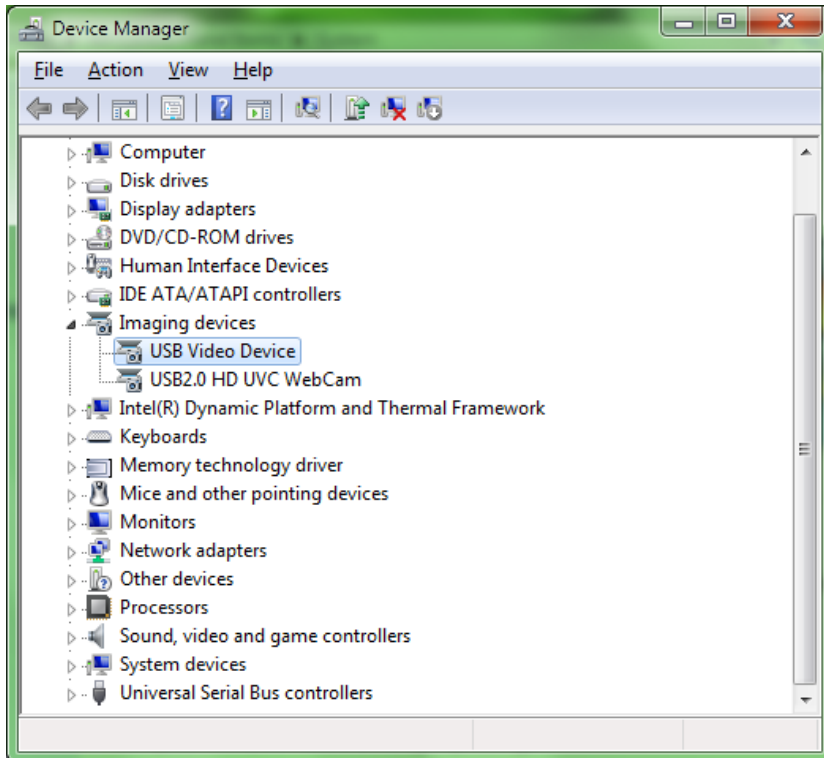 Device Manager
File Action View Help
Computer
Disk drives
Display adapters
DVD/CD-ROM drives
Human Interface Devices
IDE ATA/ATAPI controllers
Imaging devices
USB Video Device
USB2.0 HD UVC WebCam
Intel(R) Dynamic Platform and Thermal Framework
Keyboards
Memory technology driver
Mice and other pointing devices
Monitors
Network adapters
Other devices
Processors
Sound, video and game controllers
System devices
Universal Serial Bus controllers